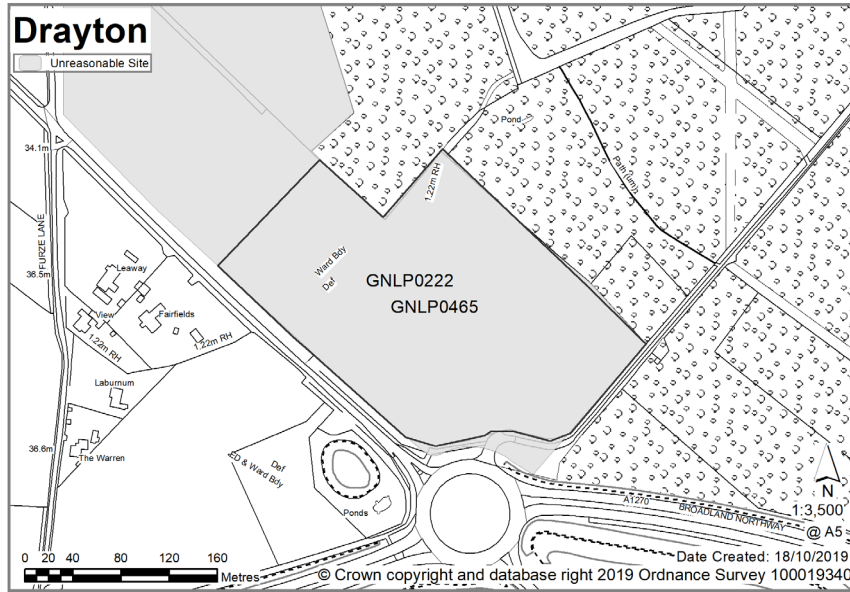 Drayton
Unreasonable Site
34.1m
FURZE LANE
36.5m
Leaway
View
Fairfields
1.22m RH
1.22m RH
Laburnum
36.6m
The Warren
Pond
Path (um)
1.22m RH
Ward Bdy
Def
GNLP0222
GNLP0465
Def
ED & Ward Bdy
Ponds
A1270
BROADLAND NORTHWAY
N
1:3,500
@ A5
0 20 40 80 120 160
Metres
Date Created: 18/10/2019
© Crown copyright and database right 2019 Ordnance Survey 100019340